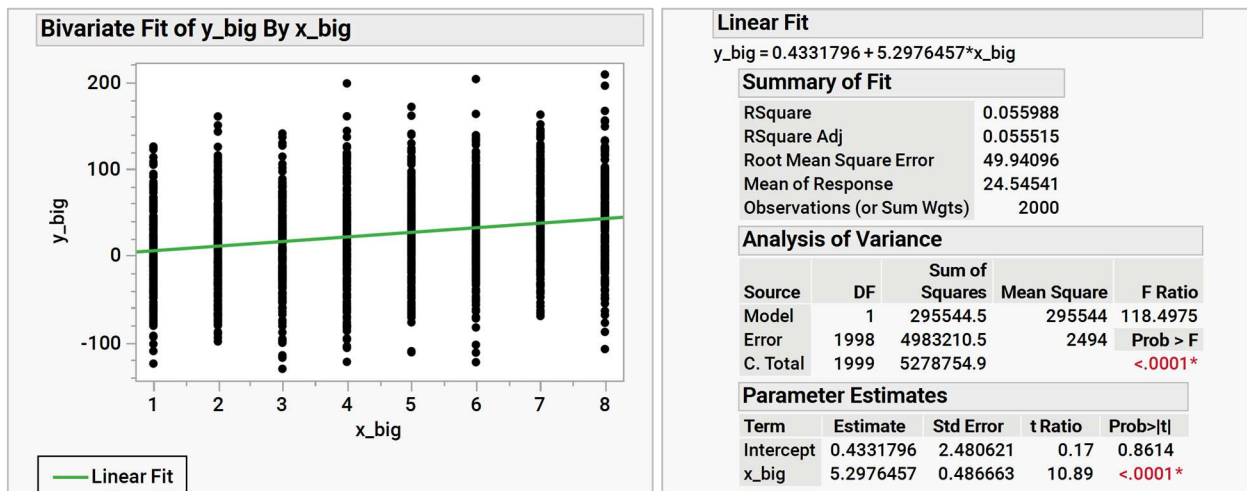 Bivariate Fit of y_big By x_big
200
100
0
-100
y_big
1 2 3 4 5 6 7 8
x_big
Linear Fit
Linear Fit
y_big = 0.4331796 + 5.2976457*x_big
Summary of Fit
RSquare 0.055988
RSquare Adj 0.055515
Root Mean Square Error 49.94096
Mean of Response 24.54541
Observations (or Sum Wgts) 2000
Analysis of Variance
Sum of
Source DF Squares Mean Square F Ratio
Model 1 295544.5 295544 118.4975
Error 1998 4983210.5 2494 Prob > F
C. Total 1999 5278754.9 <.0001*
Parameter Estimates
Term Estimate Std Error t Ratio Prob>|t|
Intercept 0.4331796 2.480621 0.17 0.8614
x_big 5.2976457 0.486663 10.89 <.0001*